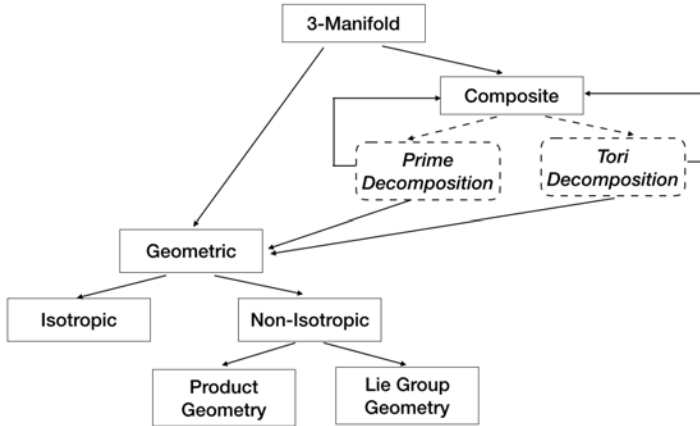 3-Manifold
Composite
Prime
Decomposition
Tori
Decomposition
Geometric
Isotropic
Non-Isotropic
Product
Geometry
Lie Group
Geometry